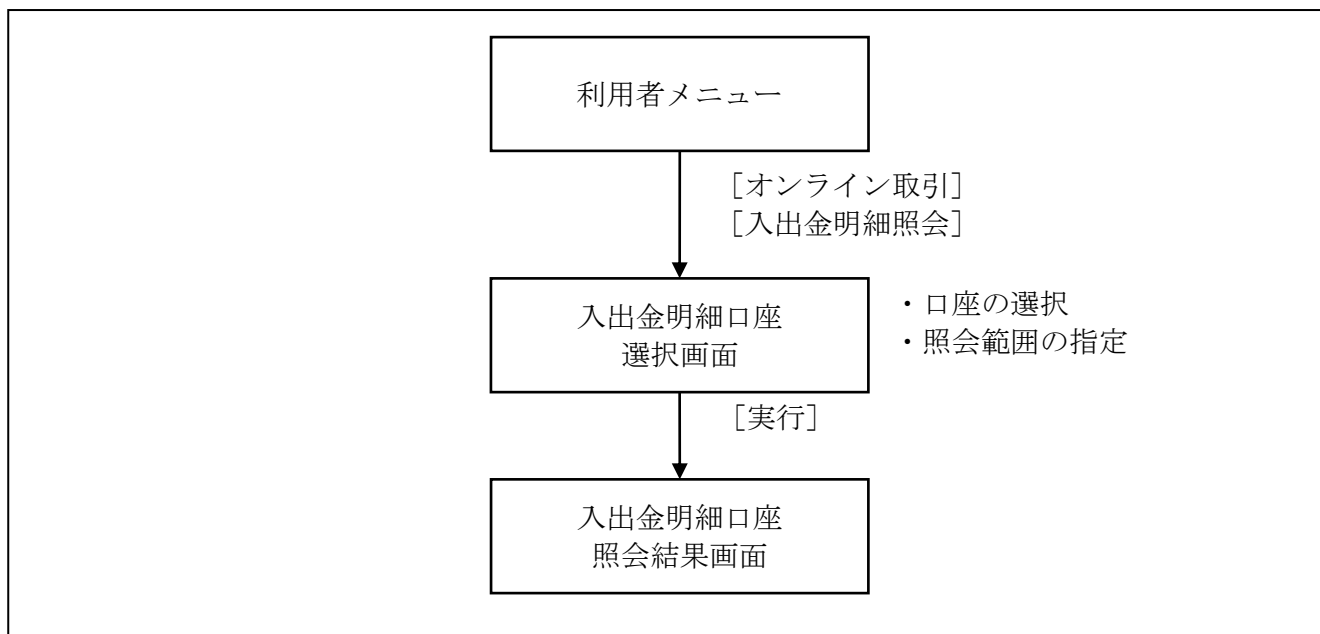 利用者メニュー
[オンライン取引]
[入出金明細照会]
入出金明細口座
選択画面
・口座の選択
・照会範囲の指定
[実行]
入出金明細口座
照会結果画面